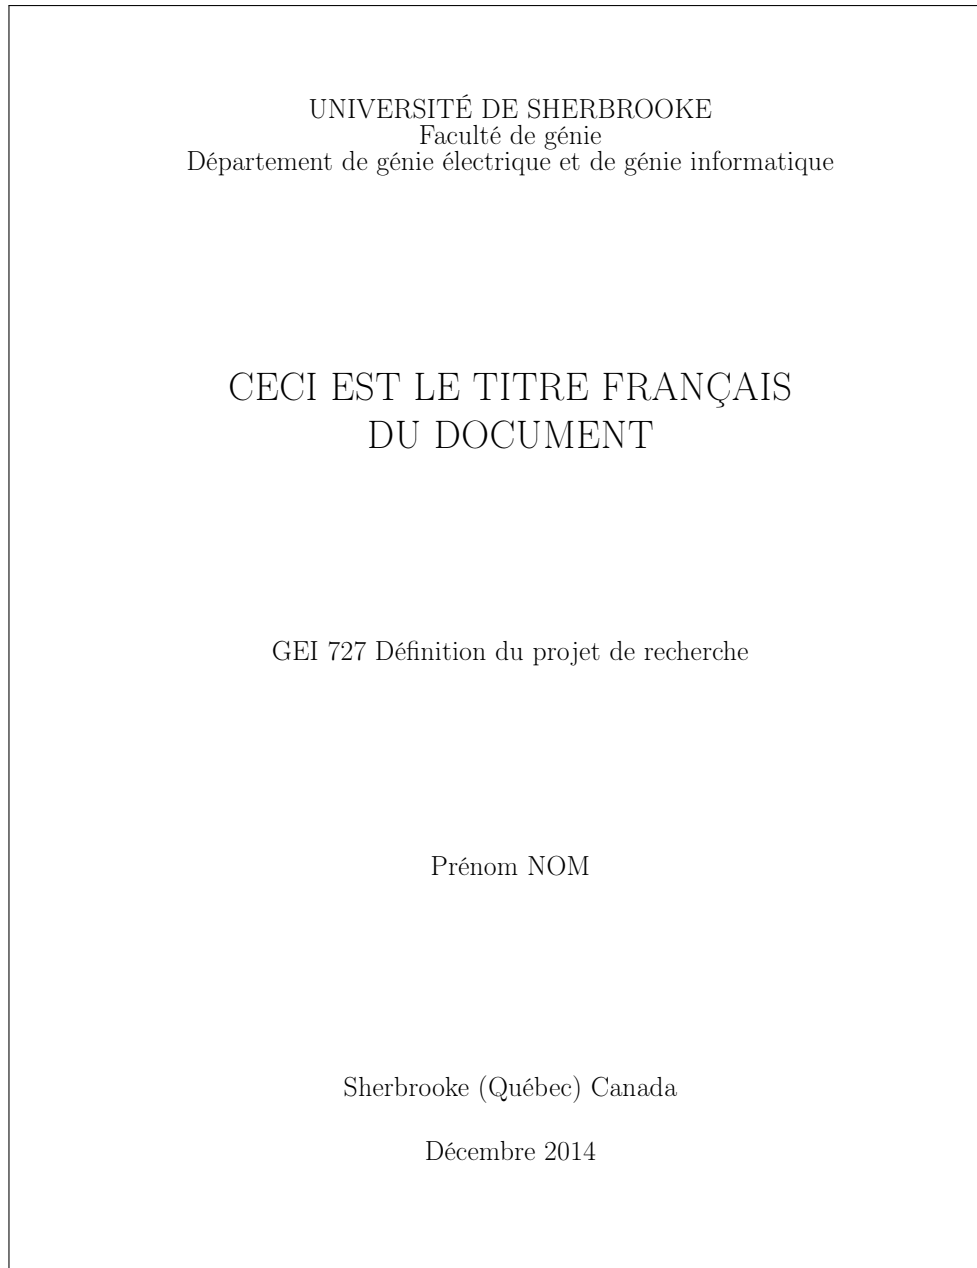 UNIVERSITÉ DE SHERBROOKE
Faculté de génie
Département de génie électrique et de génie informatique
CECI EST LE TITRE FRANÇAIS
DU DOCUMENT
GEI 727 Définition du projet de recherche
Prénom NOM
Sherbrooke (Québec) Canada
Décembre 2014